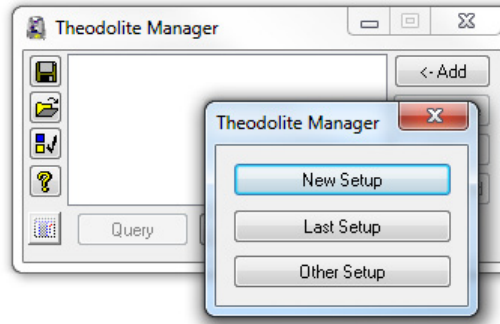 Theodolite Manager
<- Add
Theodolite Manager
New Setup
Last Setup
Other Setup
Query